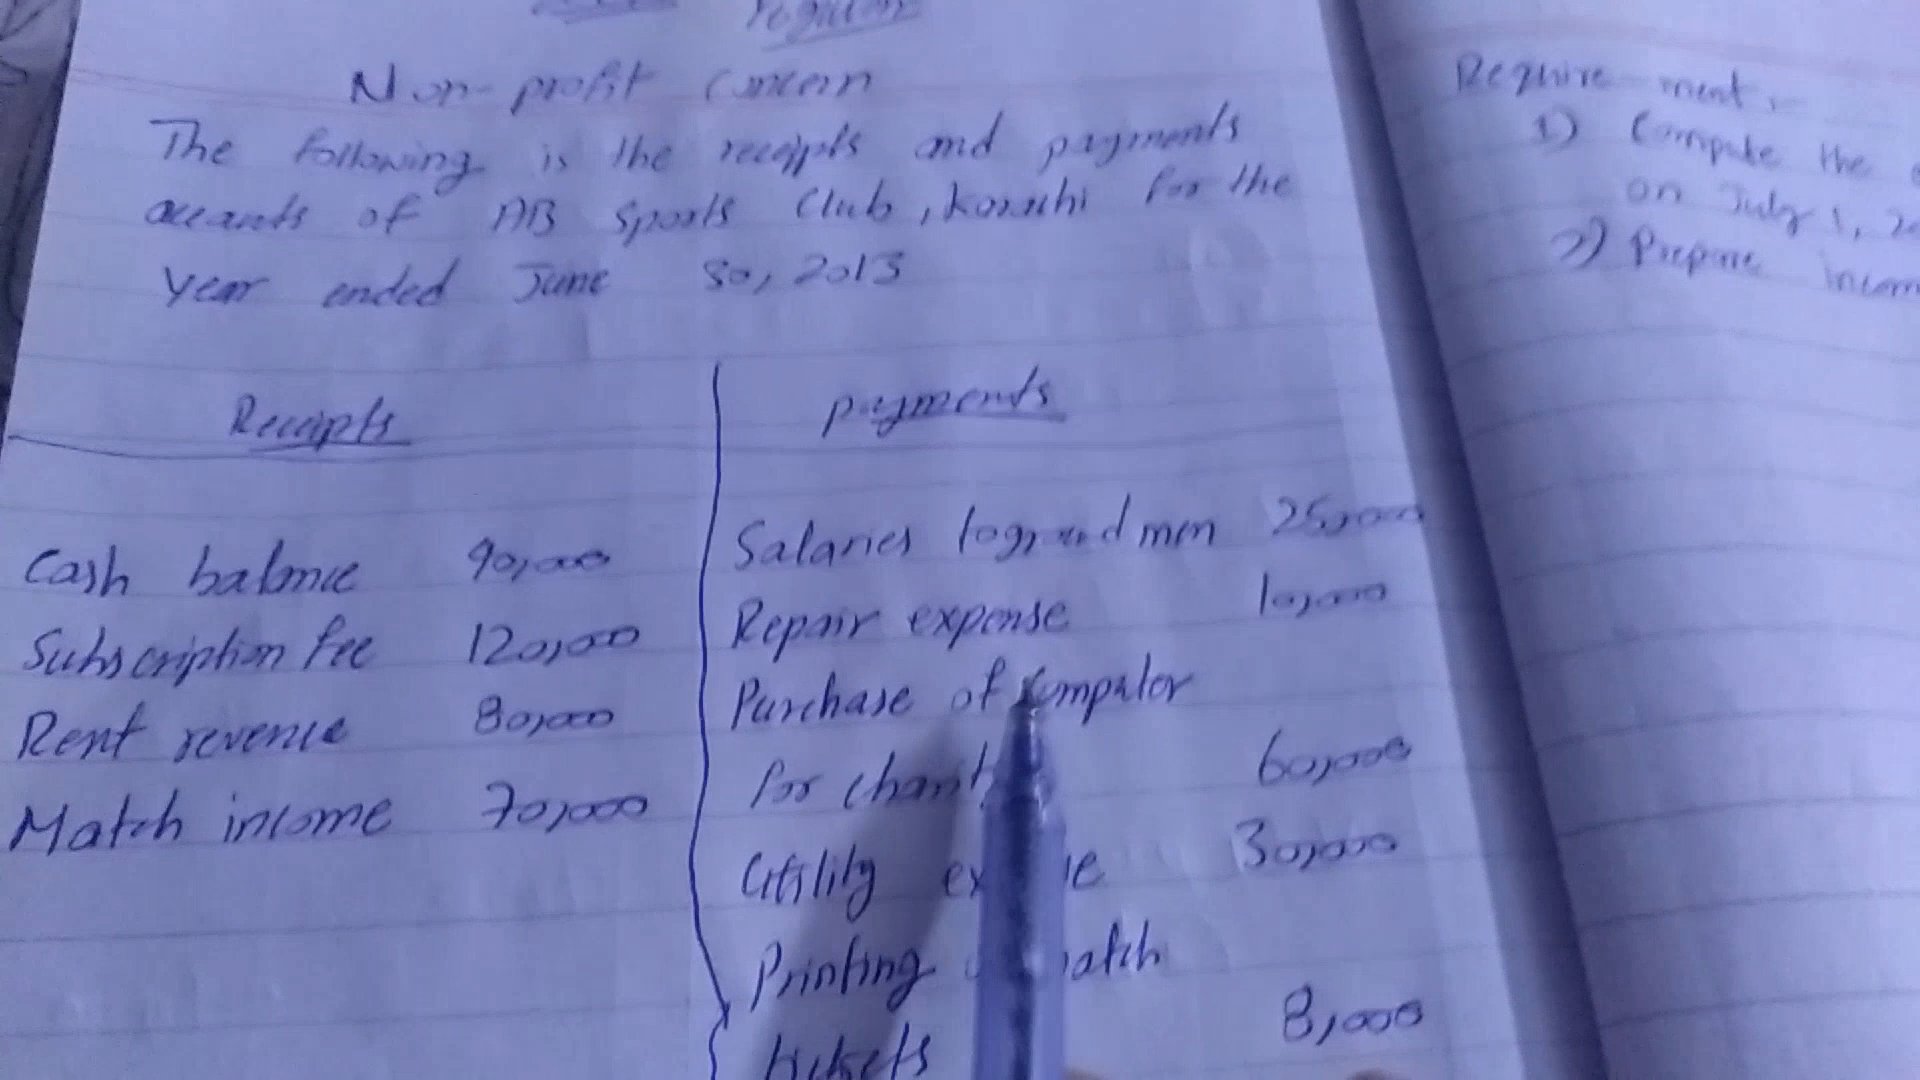 Non-profit concern
The following is the receipts and payments
accounts of AB Sports Club, Karachi for the
year ended June 30, 2013
Receipts
payments
Cash balance 90,000
Subscription fee 120,000
Rent revenue 80,000
Match income 70,000
Salaries to ground men 25,000
Repair expense 10,000
Purchase of computer
for 60,000
Utility 30,000
Printing
tickets 8,000
Requirement
1) Compute the
on July 1,
2) Prepare